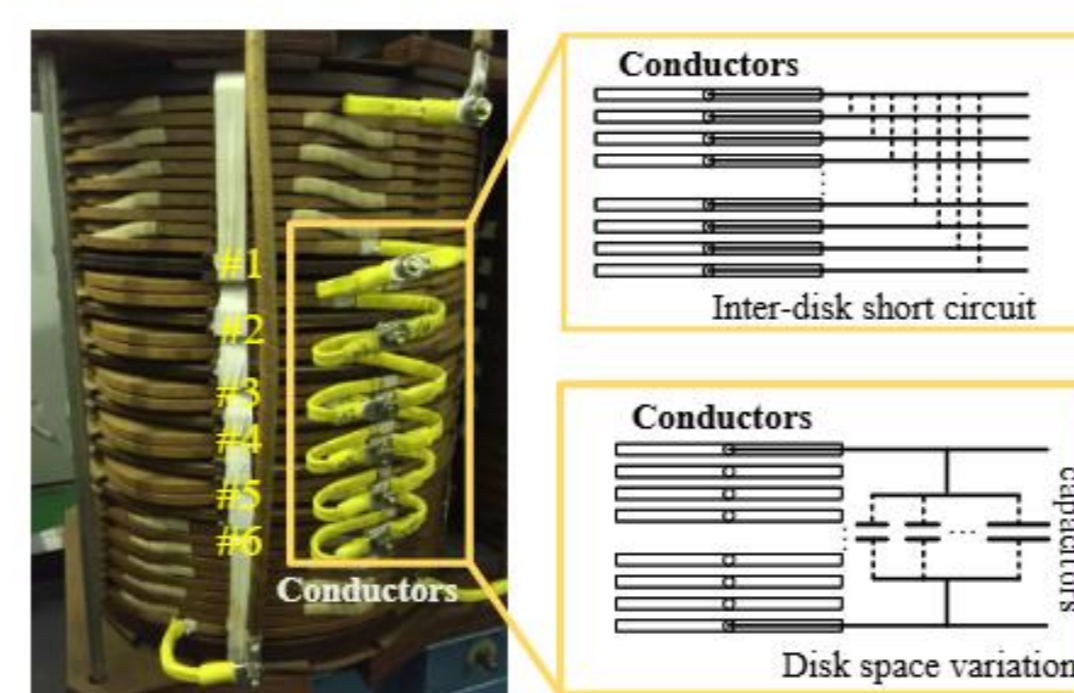 #1
#2
#3
#4
#5
#6
Conductors
Conductors
Inter-disk short circuit
Conductors
capacitors
Disk space variation